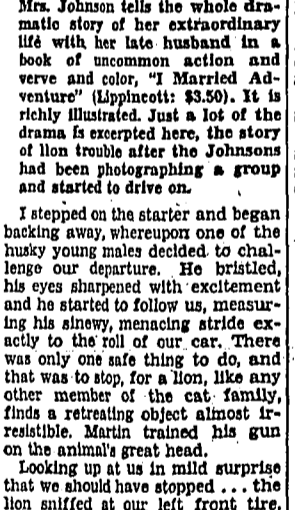 Mrs. Johnson tells the whole dra-
matic story of her extraordinary
life with her late husband in a
book of uncommon action and
verve and color, "I Married Ad-
venture" (Lippincott: $3.50). It is
richly illustrated. Just a lot of the
drama is excerpted here, the story
of lion trouble after the Johnsons
had been photographing a group
and started to drive on.
I stepped on the starter and began
backing away, whereupon one of the
husky young males decided to chal-
lenge our departure. He bristled,
his eyes sharpened with excitement
and he started to follow us, measur-
ing his sinewy, menacing stride ex-
actly to the roll of our car. There
was only one safe thing to do, and
that was to stop, for a lion, like any
other member of the cat family,
finds a retreating object almost ir-
resistible. Martin trained his gun
on the animal's great head.
Looking up at us in mild surprise
that we should have stopped . . . the
lion sniffed at our left front tire.